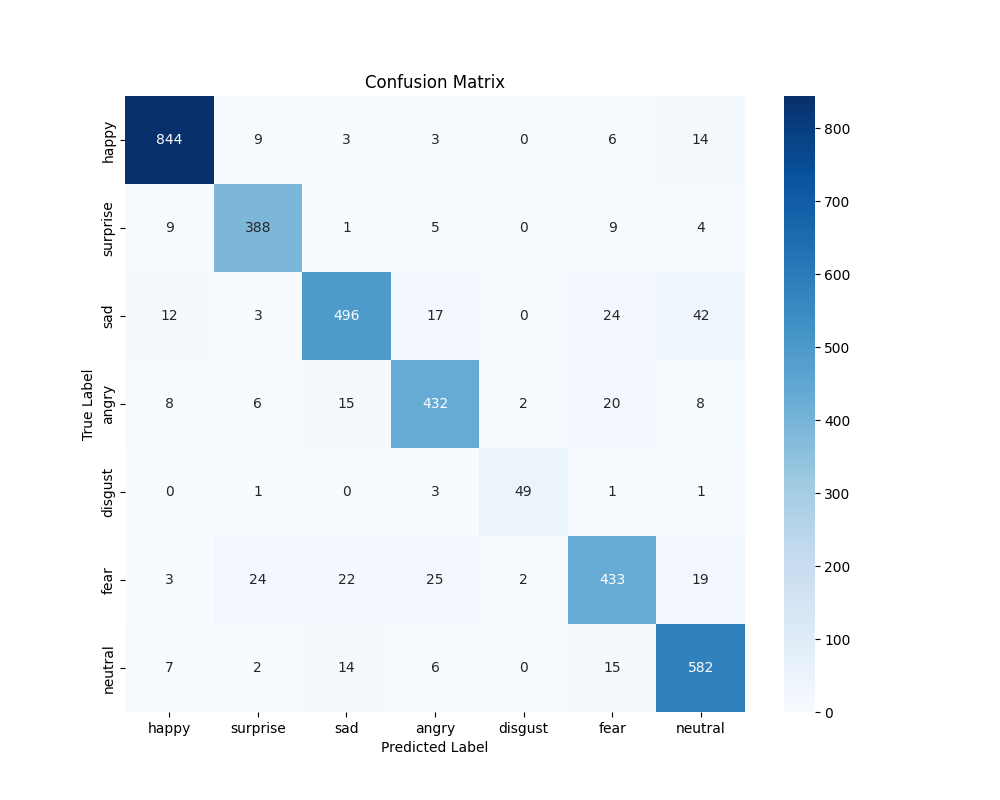 Confusion Matrix
happy 844 9 3 3 0 6 14
surprise 9 388 1 5 0 9 4
sad 12 3 496 17 0 24 42
angry 8 6 15 432 2 20 8
disgust 0 1 0 3 49 1 1
fear 3 24 22 25 2 433 19
neutral 7 2 14 6 0 15 582
True Label
happy surprise sad angry disgust fear neutral
Predicted Label
800
700
600
500
400
300
200
100
0